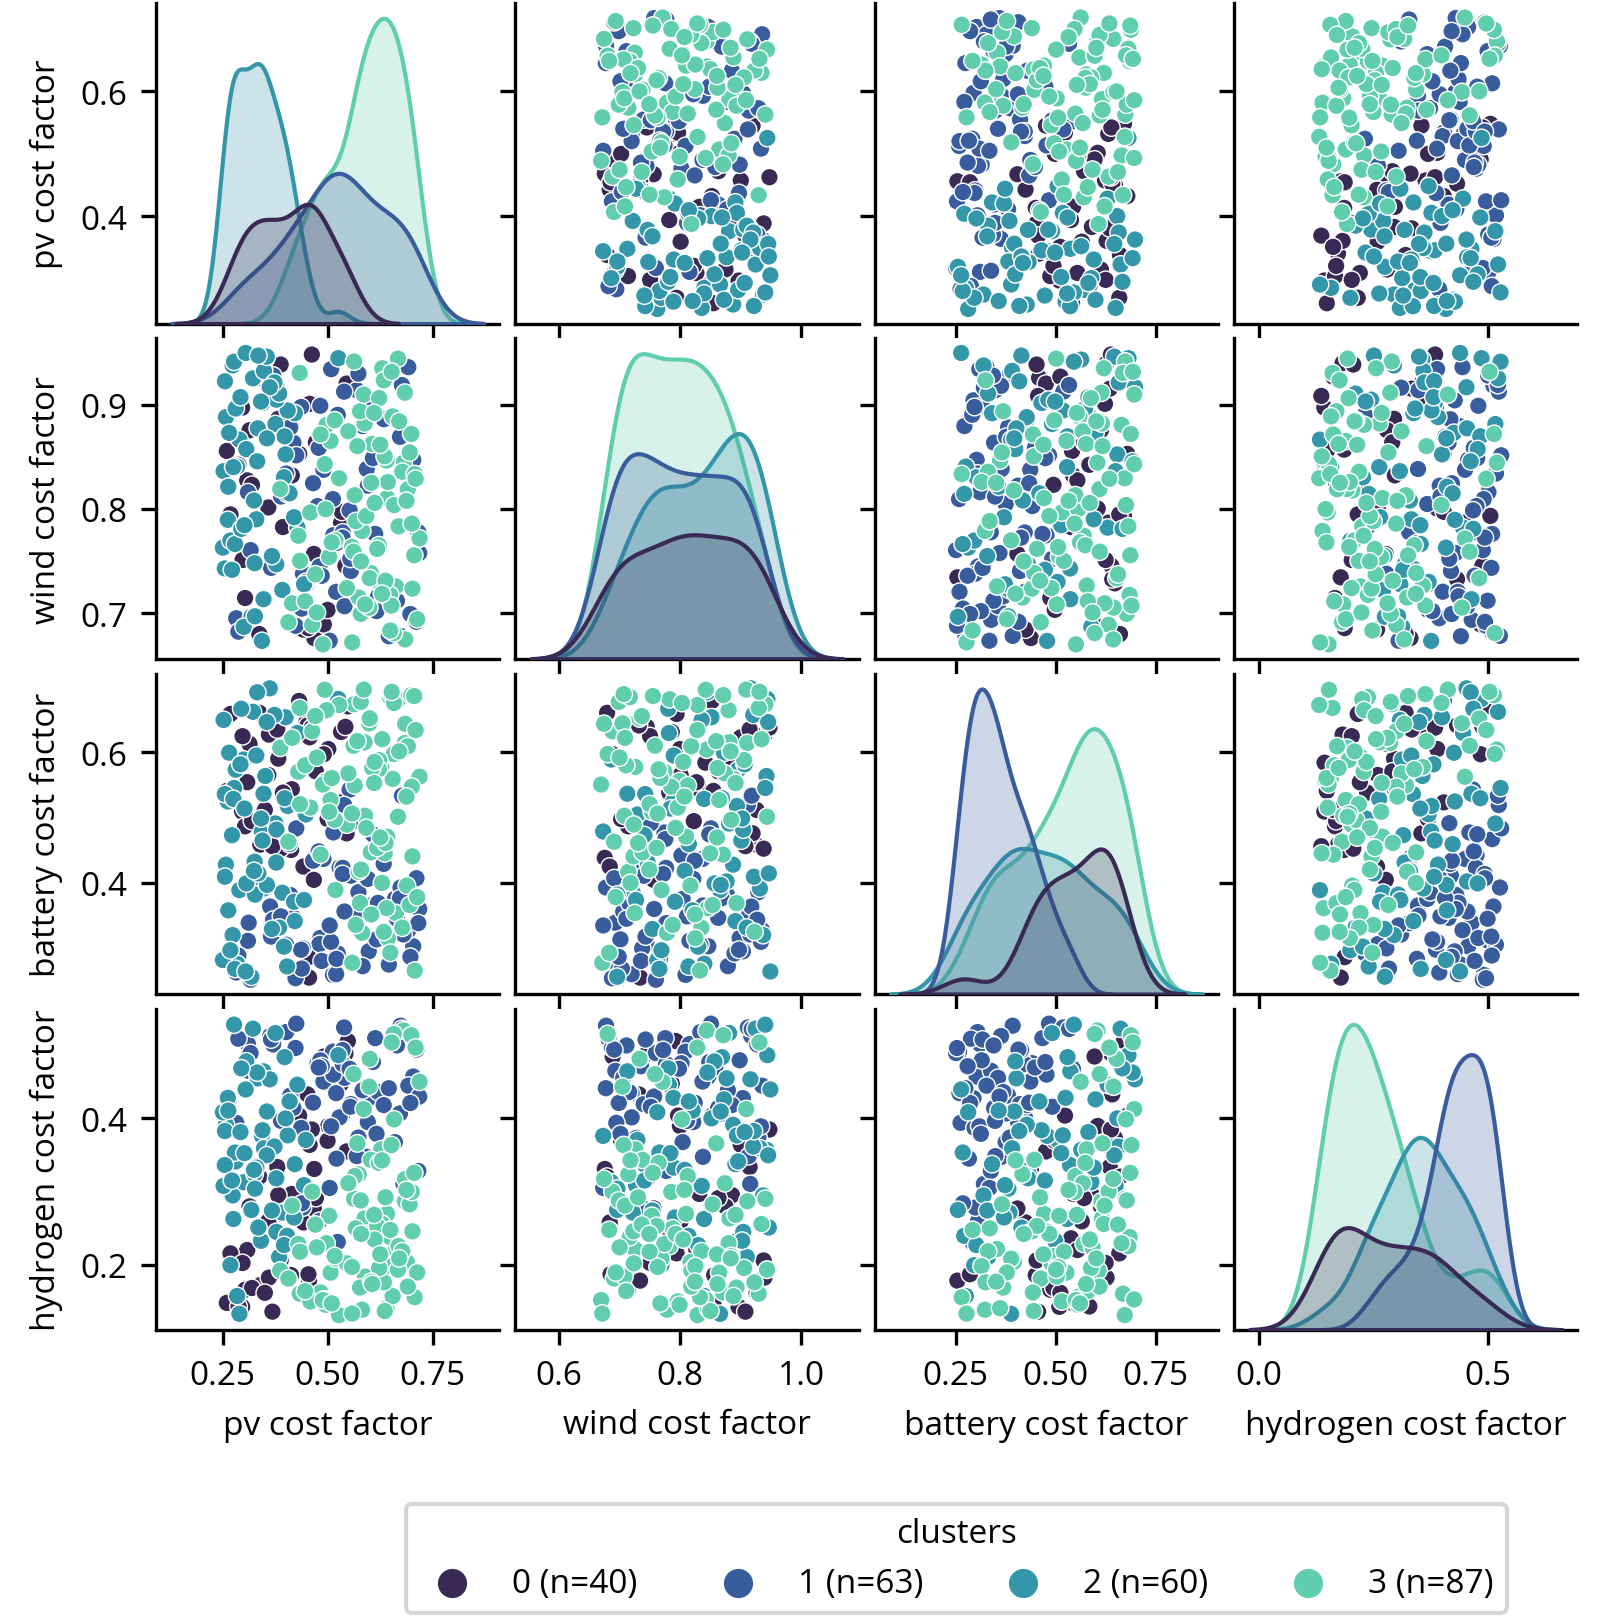 pv cost factor
0.6
0.4
wind cost factor
0.9
0.8
0.7
battery cost factor
0.6
0.4
hydrogen cost factor
0.4
0.2
0.25 0.50 0.75 0.6 0.8 1.0 0.25 0.50 0.75 0.0 0.5
pv cost factor wind cost factor battery cost factor hydrogen cost factor
clusters
0 (n=40) 1 (n=63) 2 (n=60) 3 (n=87)